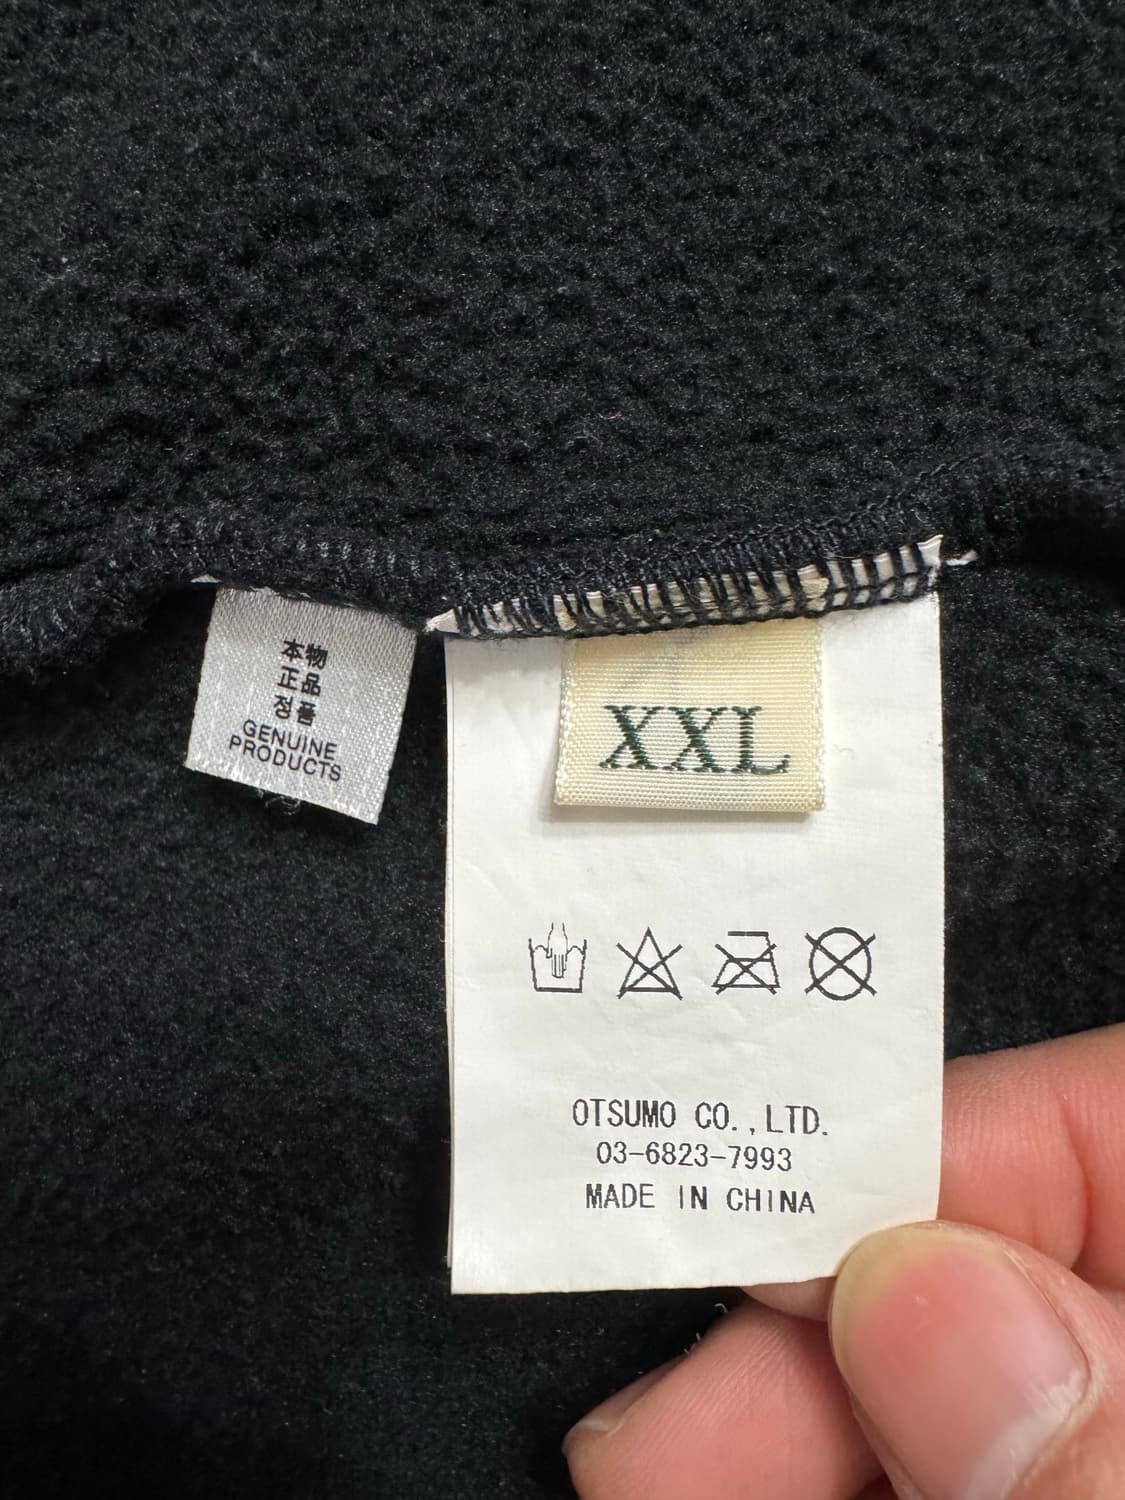 本物
正品
정품
GENUINE
PRODUCTS
XXL
OTSUMO CO.,LTD.
03-6823-7993
MADE IN CHINA